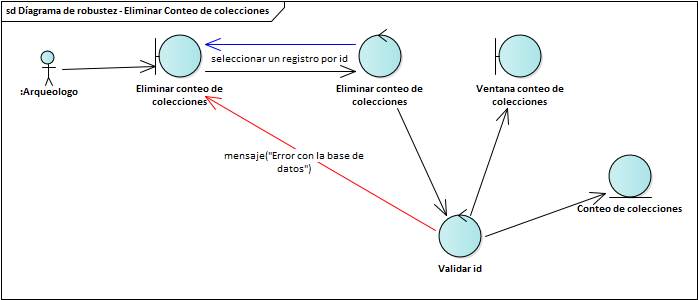 sd Diagrama de robustez - Eliminar Conteo de colecciones
seleccionar un registro por id
:Arqueologo
Eliminar conteo de
colecciones
Eliminar conteo de
colecciones
Ventana conteo de
colecciones
mensaje("Error con la base de
datos")
Conteo de colecciones
Validar id